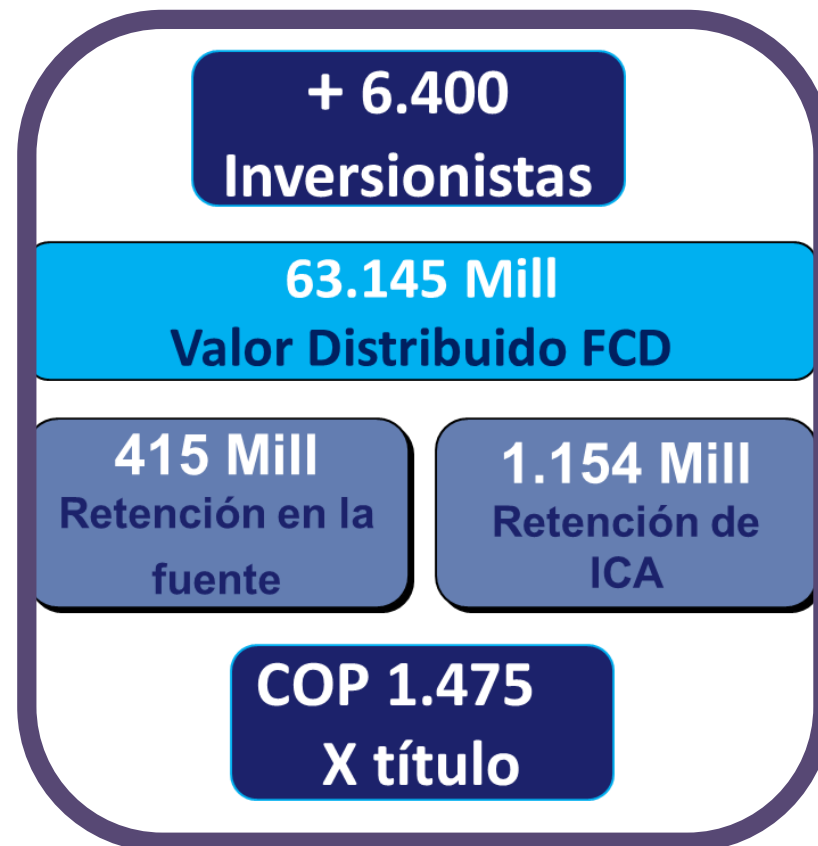 + 6.400
Inversionistas
63.145 Mill
Valor Distribuido FCD
415 Mill
Retención en la
fuente
1.154 Mill
Retención de
ICA
COP 1.475
X título